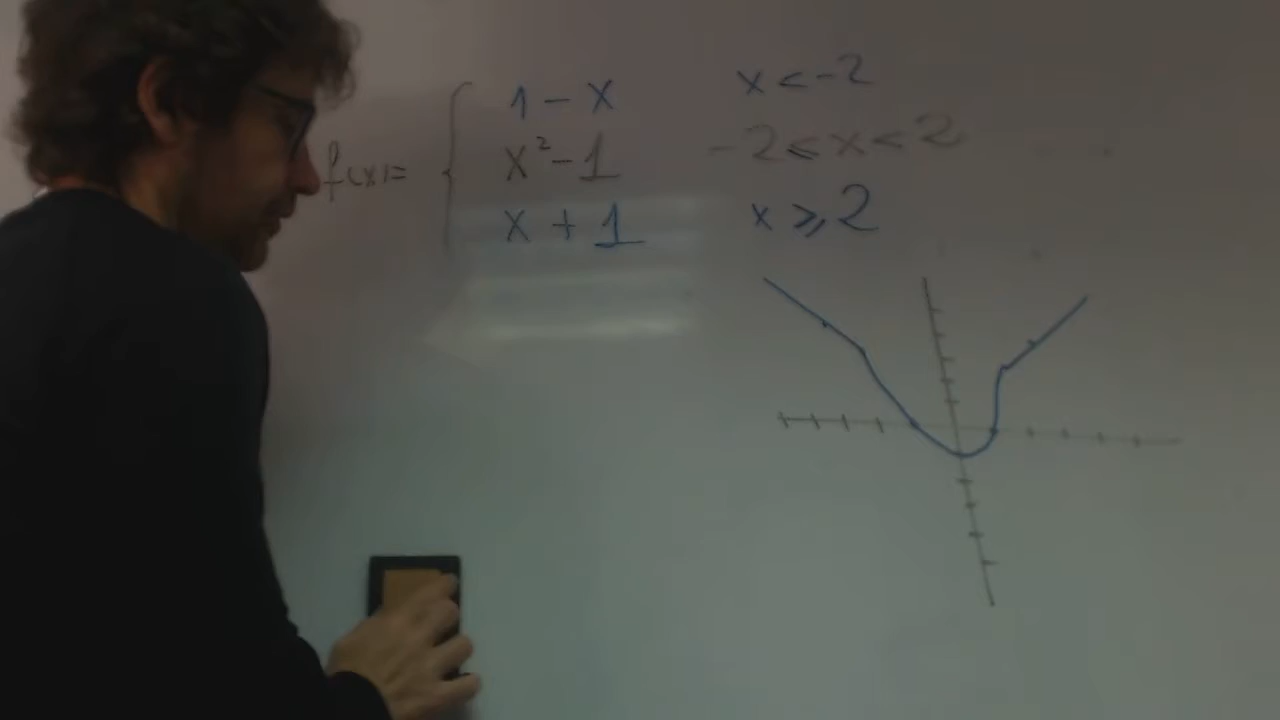 1 - x x < -2
f(x) = { x² - 1 -2 ⩽ x < 2
x + 1 x ⩾ 2